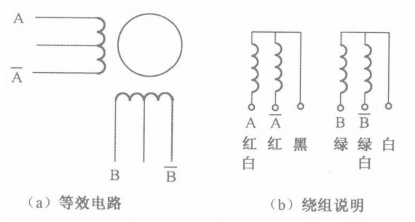 A
A̅
B
B̅
A A̅ B B̅
红 红 黑 绿 绿 白
白 白
(a) 等效电路
(b) 绕组说明